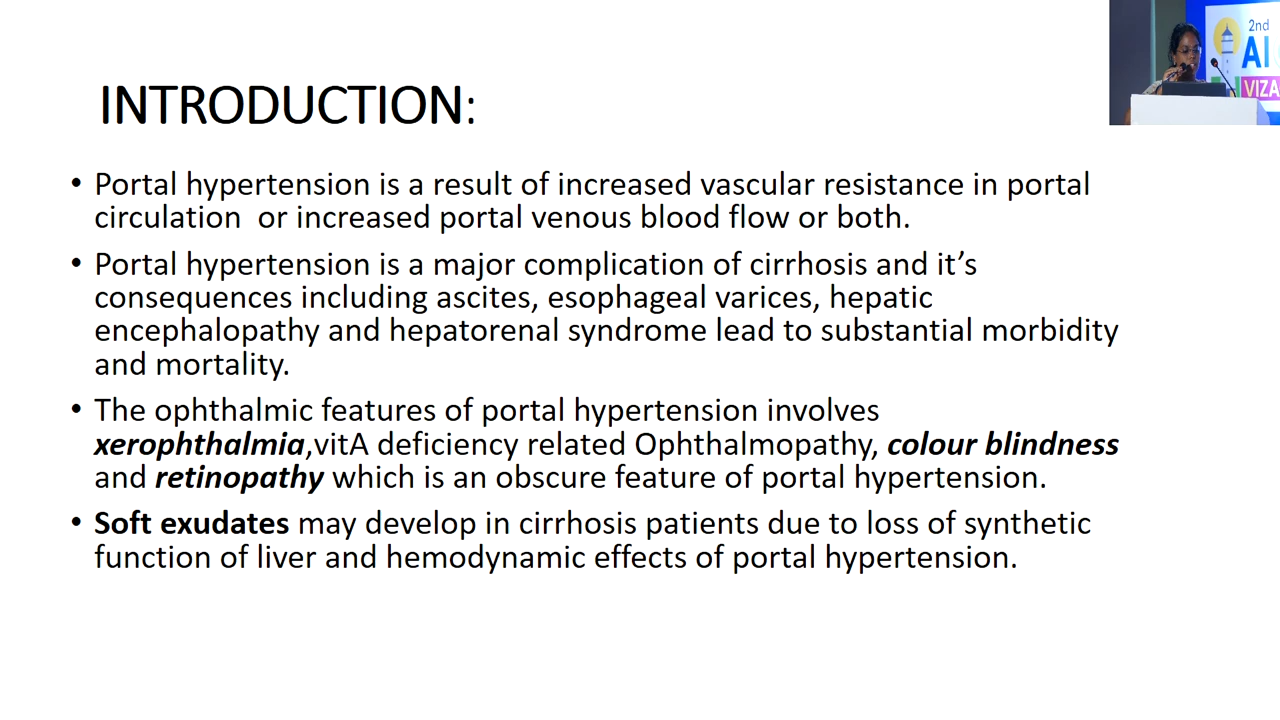 INTRODUCTION:
2nd
AI
VIZA
• Portal hypertension is a result of increased vascular resistance in portal
circulation  or increased portal venous blood flow or both.
• Portal hypertension is a major complication of cirrhosis and it’s
consequences including ascites, esophageal varices, hepatic
encephalopathy and hepatorenal syndrome lead to substantial morbidity
and mortality.
• The ophthalmic features of portal hypertension involves
xerophthalmia,vitA deficiency related Ophthalmopathy, colour blindness
and retinopathy which is an obscure feature of portal hypertension.
• Soft exudates may develop in cirrhosis patients due to loss of synthetic
function of liver and hemodynamic effects of portal hypertension.